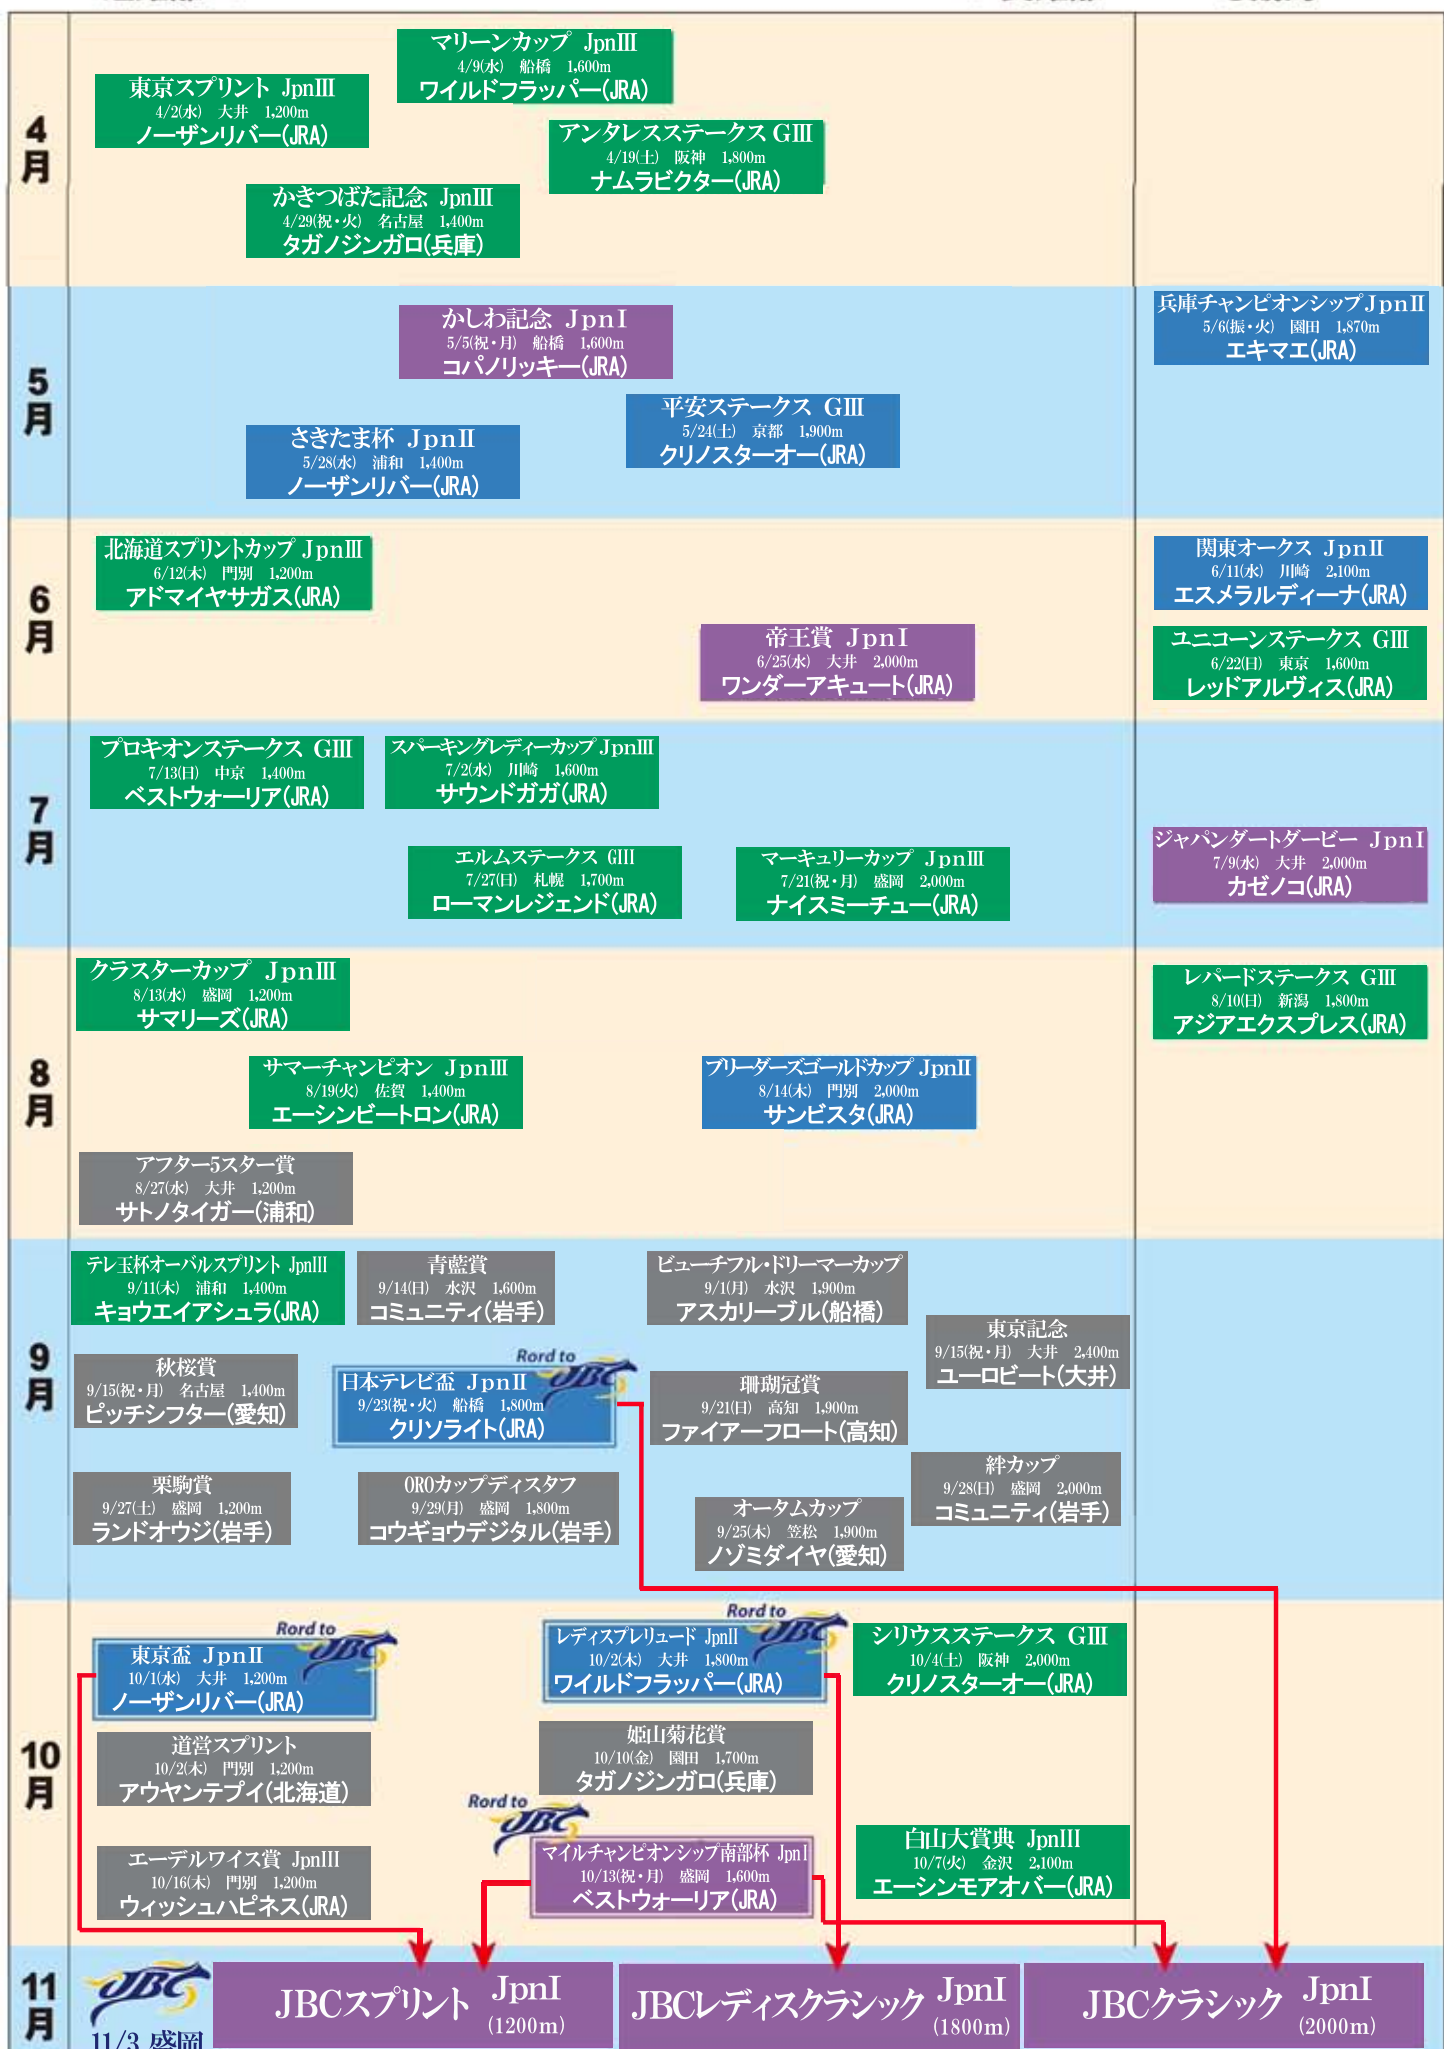 4月
マリーンカップ JpnIII
4/9(水) 船橋 1,600m
ワイルドフラッパー(JRA)
東京スプリント JpnIII
4/2(水) 大井 1,200m
ノーザンリバー(JRA)
アンタレスステークス GIII
4/19(土) 阪神 1,800m
ナムラビクター(JRA)
かきつばた記念 JpnIII
4/29(祝・火) 名古屋 1,400m
タガノジンガロ(兵庫)
5月
かしわ記念 JpnI
5/5(祝・月) 船橋 1,600m
コパノリッキー(JRA)
兵庫チャンピオンシップJpnII
5/6(振・火) 園田 1,870m
エキマエ(JRA)
平安ステークス GIII
5/24(土) 京都 1,900m
クリノスターオー(JRA)
さきたま杯 JpnII
5/28(水) 浦和 1,400m
ノーザンリバー(JRA)
6月
北海道スプリントカップ JpnIII
6/12(木) 門別 1,200m
アドマイヤサガス(JRA)
関東オークス JpnII
6/11(水) 川崎 2,100m
エスメラルディーナ(JRA)
帝王賞 JpnI
6/25(水) 大井 2,000m
ワンダーアキュート(JRA)
ユニコーンステークス GIII
6/22(日) 東京 1,600m
レッドアルヴィス(JRA)
7月
プロキオンステークス GIII
7/13(日) 中京 1,400m
ベストウォーリア(JRA)
スパーキングレディーカップ JpnIII
7/2(水) 川崎 1,600m
サウンドガガ(JRA)
ジャパンダートダービー JpnI
7/9(水) 大井 2,000m
カゼノコ(JRA)
エルムステークス GIII
7/27(日) 札幌 1,700m
ローマンレジェンド(JRA)
マーキュリーカップ JpnIII
7/21(祝・月) 盛岡 2,000m
ナイスミーチュー(JRA)
8月
クラスターカップ JpnIII
8/13(水) 盛岡 1,200m
サマリーズ(JRA)
レパードステークス GIII
8/10(日) 新潟 1,800m
アジアエクスプレス(JRA)
サマーチャンピオン JpnIII
8/19(火) 佐賀 1,400m
エーシンビートロン(JRA)
ブリーダーズゴールドカップ JpnII
8/14(木) 門別 2,000m
サンビスタ(JRA)
アフター5スター賞
8/27(水) 大井 1,200m
サトノタイガー(浦和)
9月
テレ玉杯オーバルスプリント JpnIII
9/11(木) 浦和 1,400m
キョウエイアシュラ(JRA)
青藍賞
9/14(日) 水沢 1,600m
コミュニティ(岩手)
ビューチフル・ドリーマーカップ
9/1(月) 水沢 1,900m
アスカリーブル(船橋)
東京記念
9/15(祝・月) 大井 2,400m
ユーロビート(大井)
秋桜賞
9/15(祝・月) 名古屋 1,400m
ピッチシフター(愛知)
Rord to
JBC
日本テレビ盃 JpnII
9/23(祝・火) 船橋 1,800m
クリソライト(JRA)
珊瑚冠賞
9/21(日) 高知 1,900m
ファイアーフロート(高知)
絆カップ
9/28(日) 盛岡 2,000m
コミュニティ(岩手)
栗駒賞
9/27(土) 盛岡 1,200m
ランドオウジ(岩手)
OROカップディスタフ
9/29(月) 盛岡 1,800m
コウギョウデジタル(岩手)
オータムカップ
9/25(木) 笠松 1,900m
ノゾミダイヤ(愛知)
10月
Rord to
JBC
東京盃 JpnII
10/1(水) 大井 1,200m
ノーザンリバー(JRA)
Rord to
JBC
レディスプレリュード JpnII
10/2(木) 大井 1,800m
ワイルドフラッパー(JRA)
シリウスステークス GIII
10/4(土) 阪神 2,000m
クリノスターオー(JRA)
道営スプリント
10/2(木) 門別 1,200m
アウヤンテプイ(北海道)
姫山菊花賞
10/10(金) 園田 1,700m
タガノジンガロ(兵庫)
Rord to
JBC
マイルチャンピオンシップ南部杯 JpnI
10/13(祝・月) 盛岡 1,600m
ベストウォーリア(JRA)
白山大賞典 JpnIII
10/7(火) 金沢 2,100m
エーシンモアオバー(JRA)
エーデルワイス賞 JpnIII
10/16(木) 門別 1,200m
ウィッシュハピネス(JRA)
11月
JBC
11/3 盛岡
JBCスプリント JpnI
(1200m)
JBCレディスクラシック JpnI
(1800m)
JBCクラシック JpnI
(2000m)